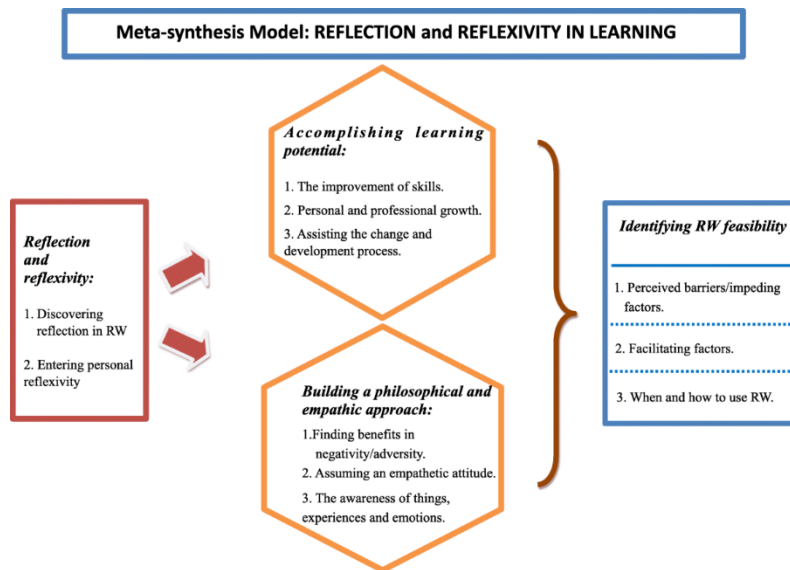 Meta-synthesis Model: REFLECTION and REFLEXIVITY IN LEARNING
Reflection
and
reflexivity:
1. Discovering
reflection in RW
2. Entering personal
reflexivity
Accomplishing learning
potential:
1. The improvement of skills.
2. Personal and professional growth.
3. Assisting the change and
development process.
Building a philosophical and
empathic approach:
1.Finding benefits in
negativity/adversity.
2. Assuming an empathetic attitude.
3. The awareness of things,
experiences and emotions.
Identifying RW feasibility
1. Perceived barriers/impeding
factors.
2. Facilitating factors.
3. When and how to use RW.